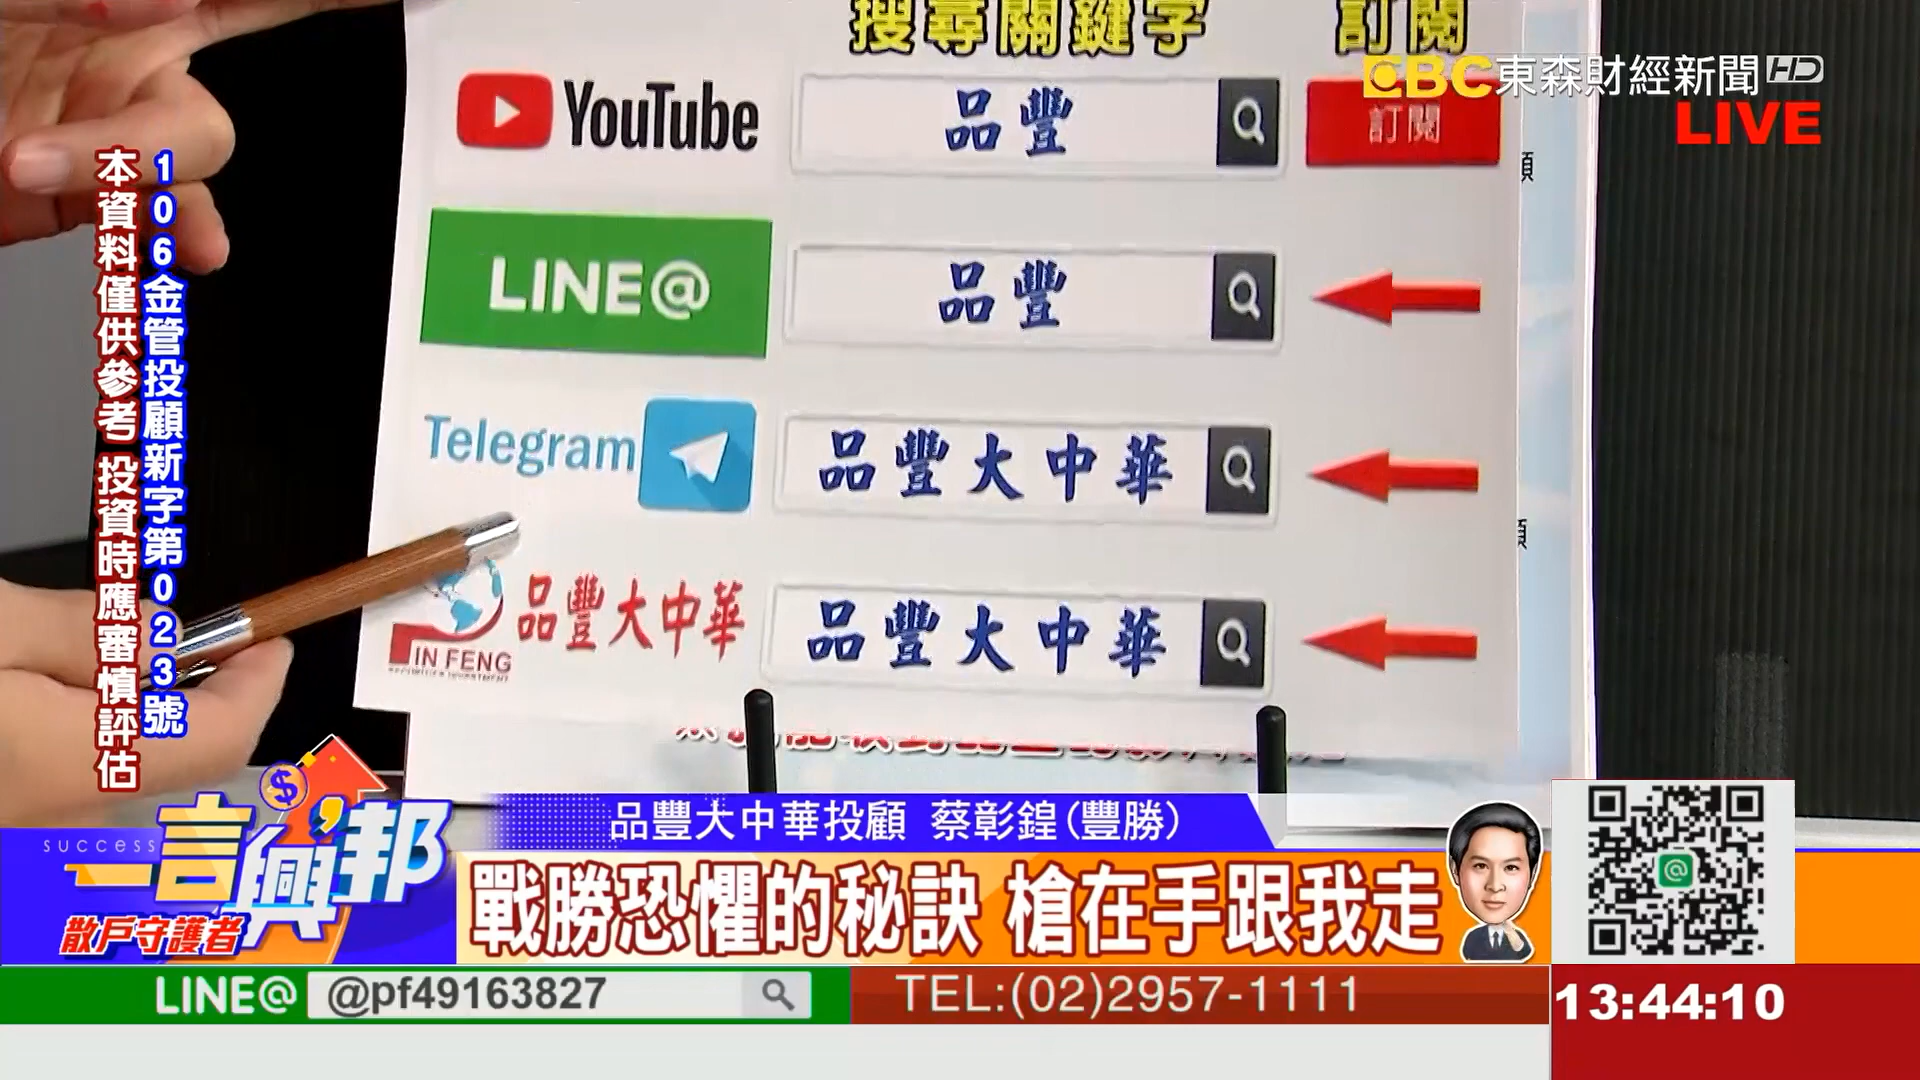 搜尋關鍵字
訂閱
YouTube
品豐
訂閱
EBC東森財經新聞HD
LIVE
LINE@
品豐
Telegram
品豐大中華
PIN FENG
品豐大中華
品豐大中華
106金管投顧新字第023號
本資料僅供參考 投資時應審慎評估
success
一言興邦
散戶守護者
品豐大中華投顧 蔡彰鍠(豐勝)
戰勝恐懼的秘訣 槍在手跟我走
LINE@ @pf49163827
TEL:(02)2957-1111
13:44:10